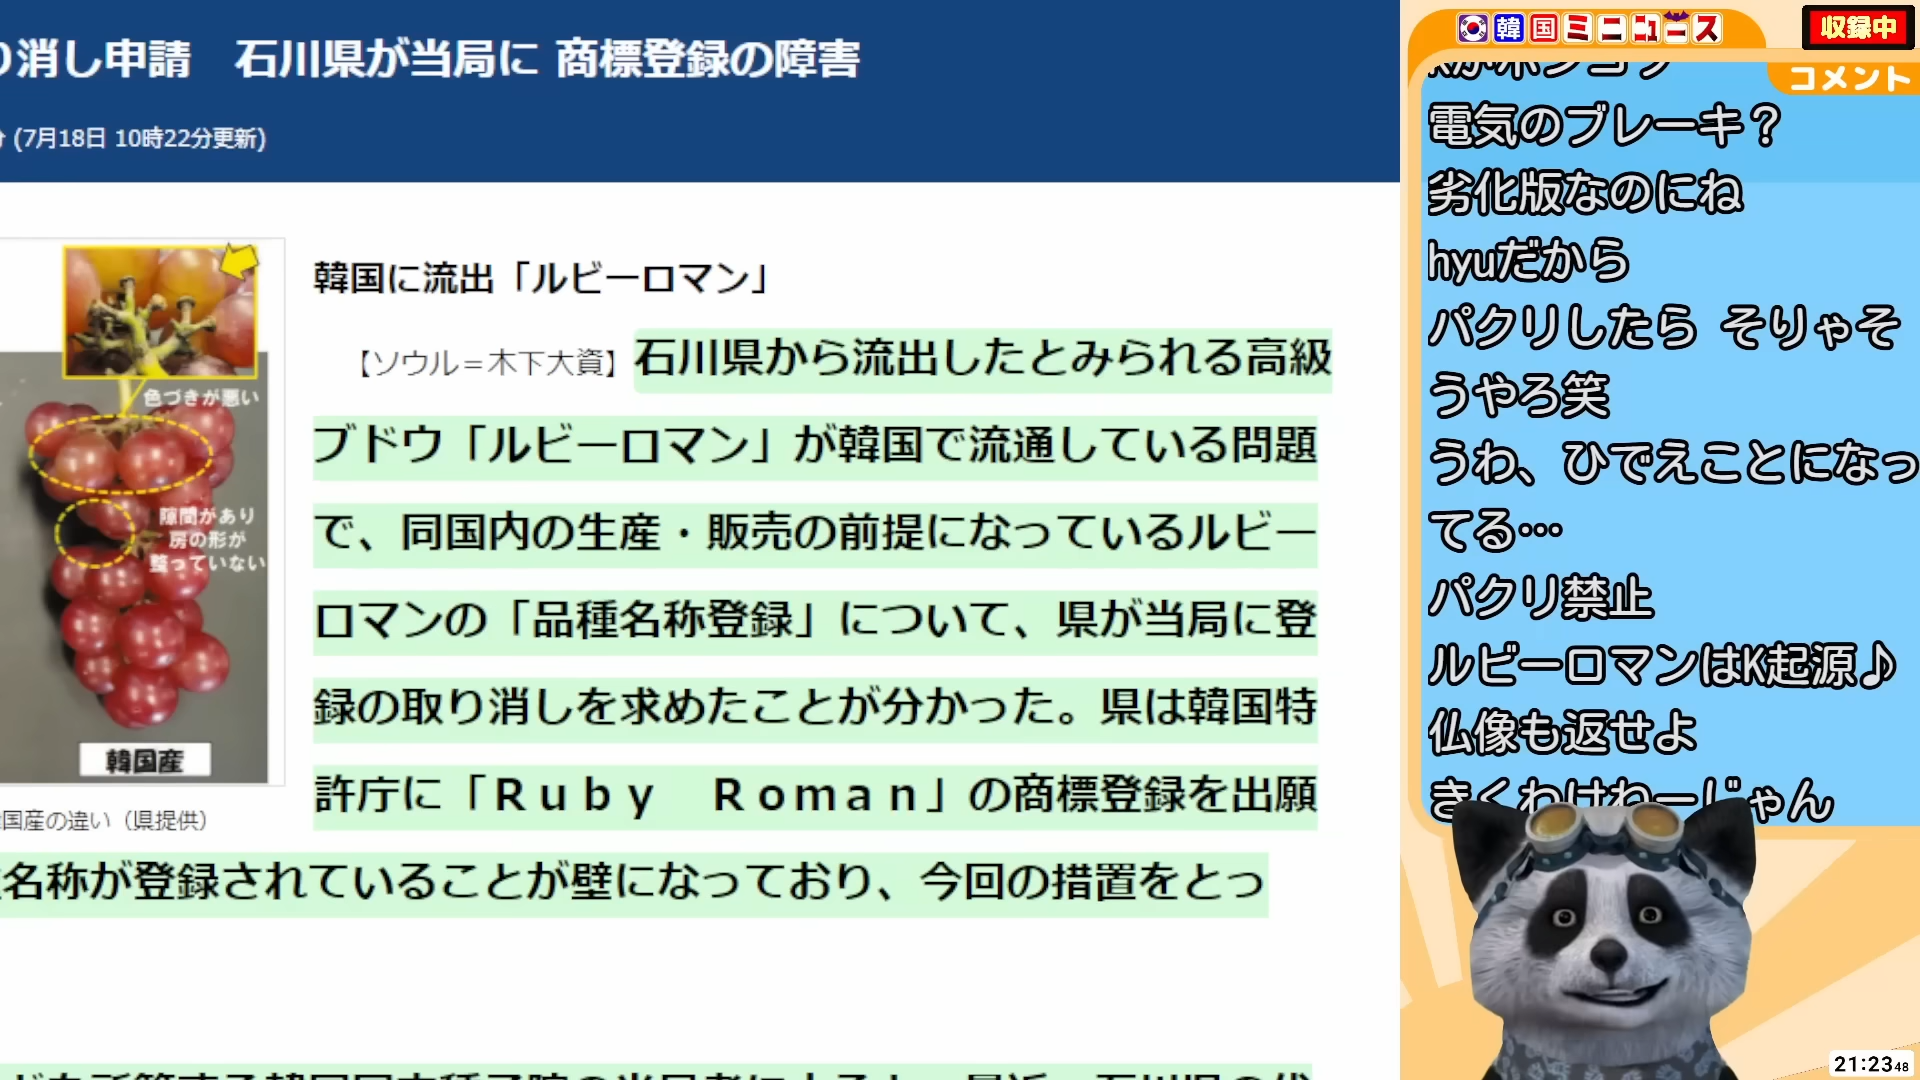 り消し申請　石川県が当局に 商標登録の障害
(7月18日 10時22分更新)
色づきが悪い
隙間があり
房の形が
整っていない
韓国産
国産の違い（県提供）
韓国に流出「ルビーロマン」
【ソウル＝木下大資】石川県から流出したとみられる高級
ブドウ「ルビーロマン」が韓国で流通している問題
で、同国内の生産・販売の前提になっているルビー
ロマンの「品種名称登録」について、県が当局に登
録の取り消しを求めたことが分かった。県は韓国特
許庁に「Ｒｕｂｙ　Ｒｏｍａｎ」の商標登録を出願
名称が登録されていることが壁になっており、今回の措置をとっ
韓国ミニニュース
収録中
コメント
電気のブレーキ？
劣化版なのにね
hyuだから
パクリしたら そりゃそ
うやろ笑
うわ、ひでえことになっ
てる…
パクリ禁止
ルビーロマンはK起源♪
仏像も返せよ
きくわけねーじゃん
21:23 48